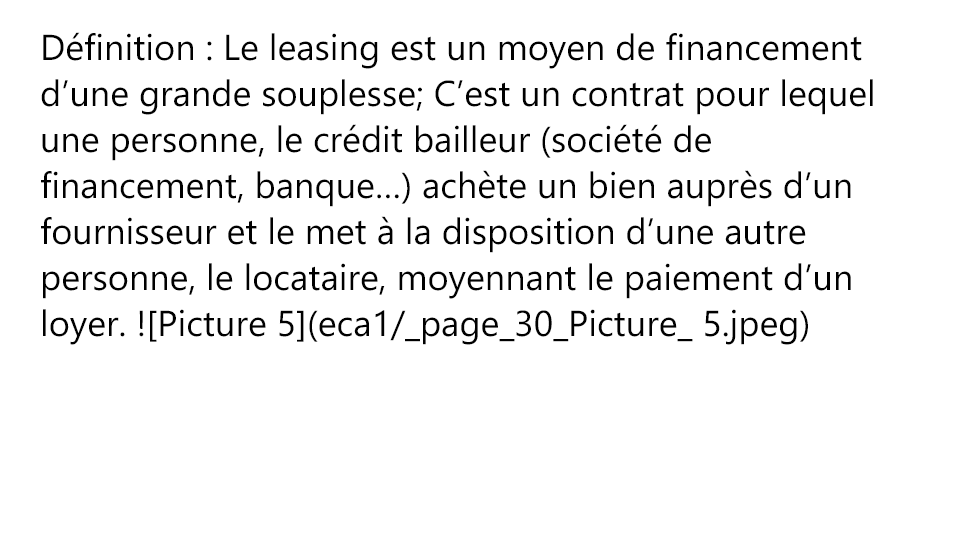 Définition : Le leasing est un moyen de financement
d’une grande souplesse; C’est un contrat pour lequel
une personne, le crédit bailleur (société de
financement, banque…) achète un bien auprès d’un
fournisseur et le met à la disposition d’une autre
personne, le locataire, moyennant le paiement d’un
loyer. ![Picture 5](eca1/_page_30_Picture_ 5.jpeg)